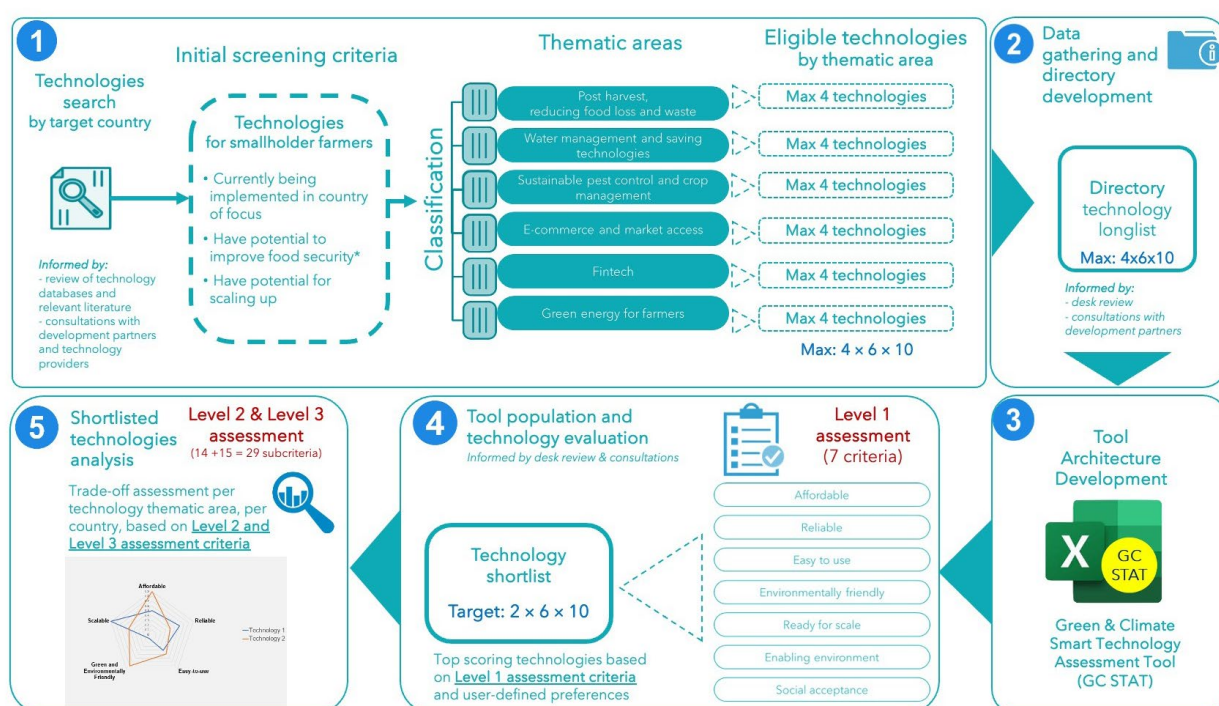 1
Technologies
search
by target country
Informed by:
- review of technology
databases and
relevant literature
- consultations with
development partners
and technology
providers
Initial screening criteria
Technologies
for smallholder farmers
• Currently being
implemented in country
of focus
• Have potential to
improve food security*
• Have potential for
scaling up
Classification
Thematic areas
Post harvest,
reducing food loss and waste
Water management and saving
technologies
Sustainable pest control and crop
management
E-commerce and market access
Fintech
Green energy for farmers
Eligible technologies
by thematic area
Max 4 technologies
Max 4 technologies
Max 4 technologies
Max 4 technologies
Max 4 technologies
Max 4 technologies
Max: 4 × 6 × 10
2
Data
gathering and
directory
development
Directory
technology
longlist
Max: 4x6x10
Informed by:
- desk review
- consultations with
development partners
3
Tool
Architecture
Development
X
GC
STAT
Green & Climate
Smart Technology
Assessment Tool
(GC STAT)
4
Tool population and
technology evaluation
Informed by desk review & consultations
Level 1
assessment
(7 criteria)
Affordable
Reliable
Easy to use
Environmentally friendly
Ready for scale
Enabling environment
Social acceptance
Technology
shortlist
Target: 2 × 6 × 10
Top scoring technologies based
on Level 1 assessment criteria
and user-defined preferences
5
Shortlisted
technologies
analysis
Level 2 & Level 3
assessment
(14 +15 = 29 subcriteria)
Trade-off assessment per
technology thematic area, per
country, based on Level 2 and
Level 3 assessment criteria
Affordable
Scalable
Reliable
Green and
Environmentally
Friendly
Easy-to-use
Technology 1
Technology 2